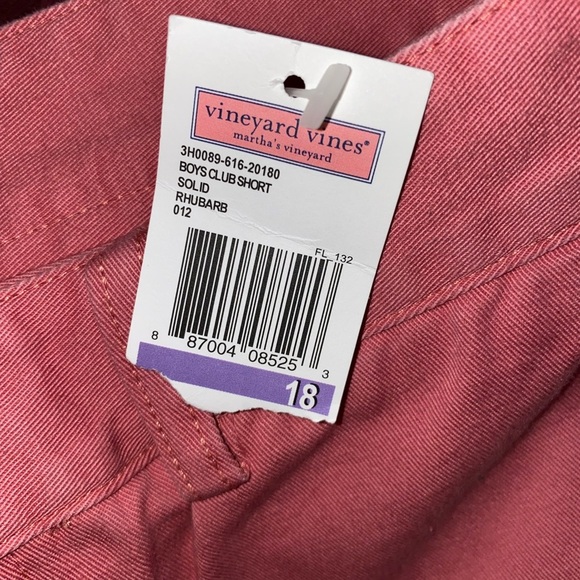 vineyard vines®
martha's vineyard
3H0089-616-20180
BOYS CLUB SHORT
SOLID
RHUBARB
012
FL_132
8 87004 08525 3
18